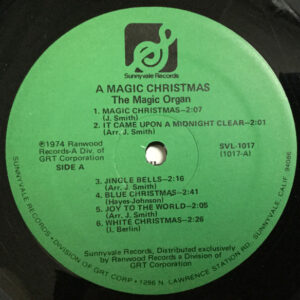 Sunnyvale Records
A MAGIC CHRISTMAS
The Magic Organ
1. MAGIC CHRISTMAS-2:07
(J. Smith)
2. IT CAME UPON A MIDNIGHT CLEAR-2:01
(Arr. J. Smith)
℗1974 Ranwood
Records-A Div. of
GRT Corporation
SIDE A
SVL-1017
(1017-A)
3. JINGLE BELLS-2:16
(Arr. J. Smith)
4. BLUE CHRISTMAS-2:41
(Hayes-Johnson)
5. JOY TO THE WORLD-2:05
(Arr. J. Smith)
6. WHITE CHRISTMAS-2:26
(I. Berlin)
Sunnyvale Records, Distributed exclusively
by Ranwood Records a Division of
GRT Corporation
SUNNYVALE RECORDS•DIVISION OF GRT CORP•1286 N. LAWRENCE STATION RD. SUNNYVALE, CALIF. 94086